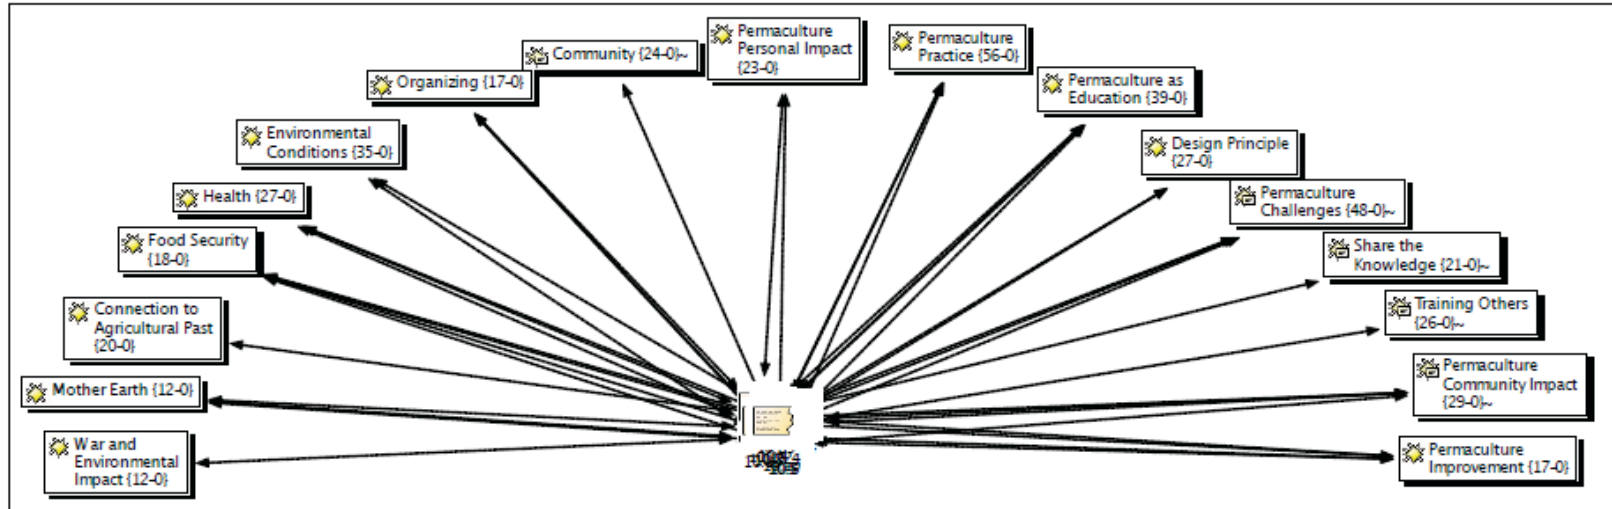 Permaculture
Personal Impact
{23-0}
Permaculture
Practice {56-0}
Community {24-0}~
Organizing {17-0}
Permaculture as
Education {39-0}
Environmental
Conditions {35-0}
Design Principle
{27-0}
Health {27-0}
Permaculture
Challenges {48-0}~
Food Security
{18-0}
Share the
Knowledge {21-0}~
Connection to
Agricultural Past
{20-0}
Training Others
{26-0}~
Mother Earth {12-0}
Permaculture
Community Impact
{29-0}~
War and
Environmental
Impact {12-0}
Permaculture
Improvement {17-0}